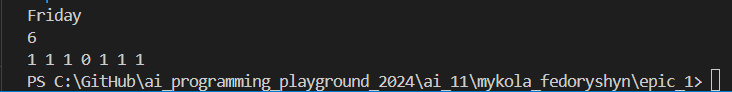 Friday
6
1 1 1 0 1 1 1
PS C:\GitHub\ai_programming_playground_2024\ai_11\mykola_fedoryshyn\epic_1>